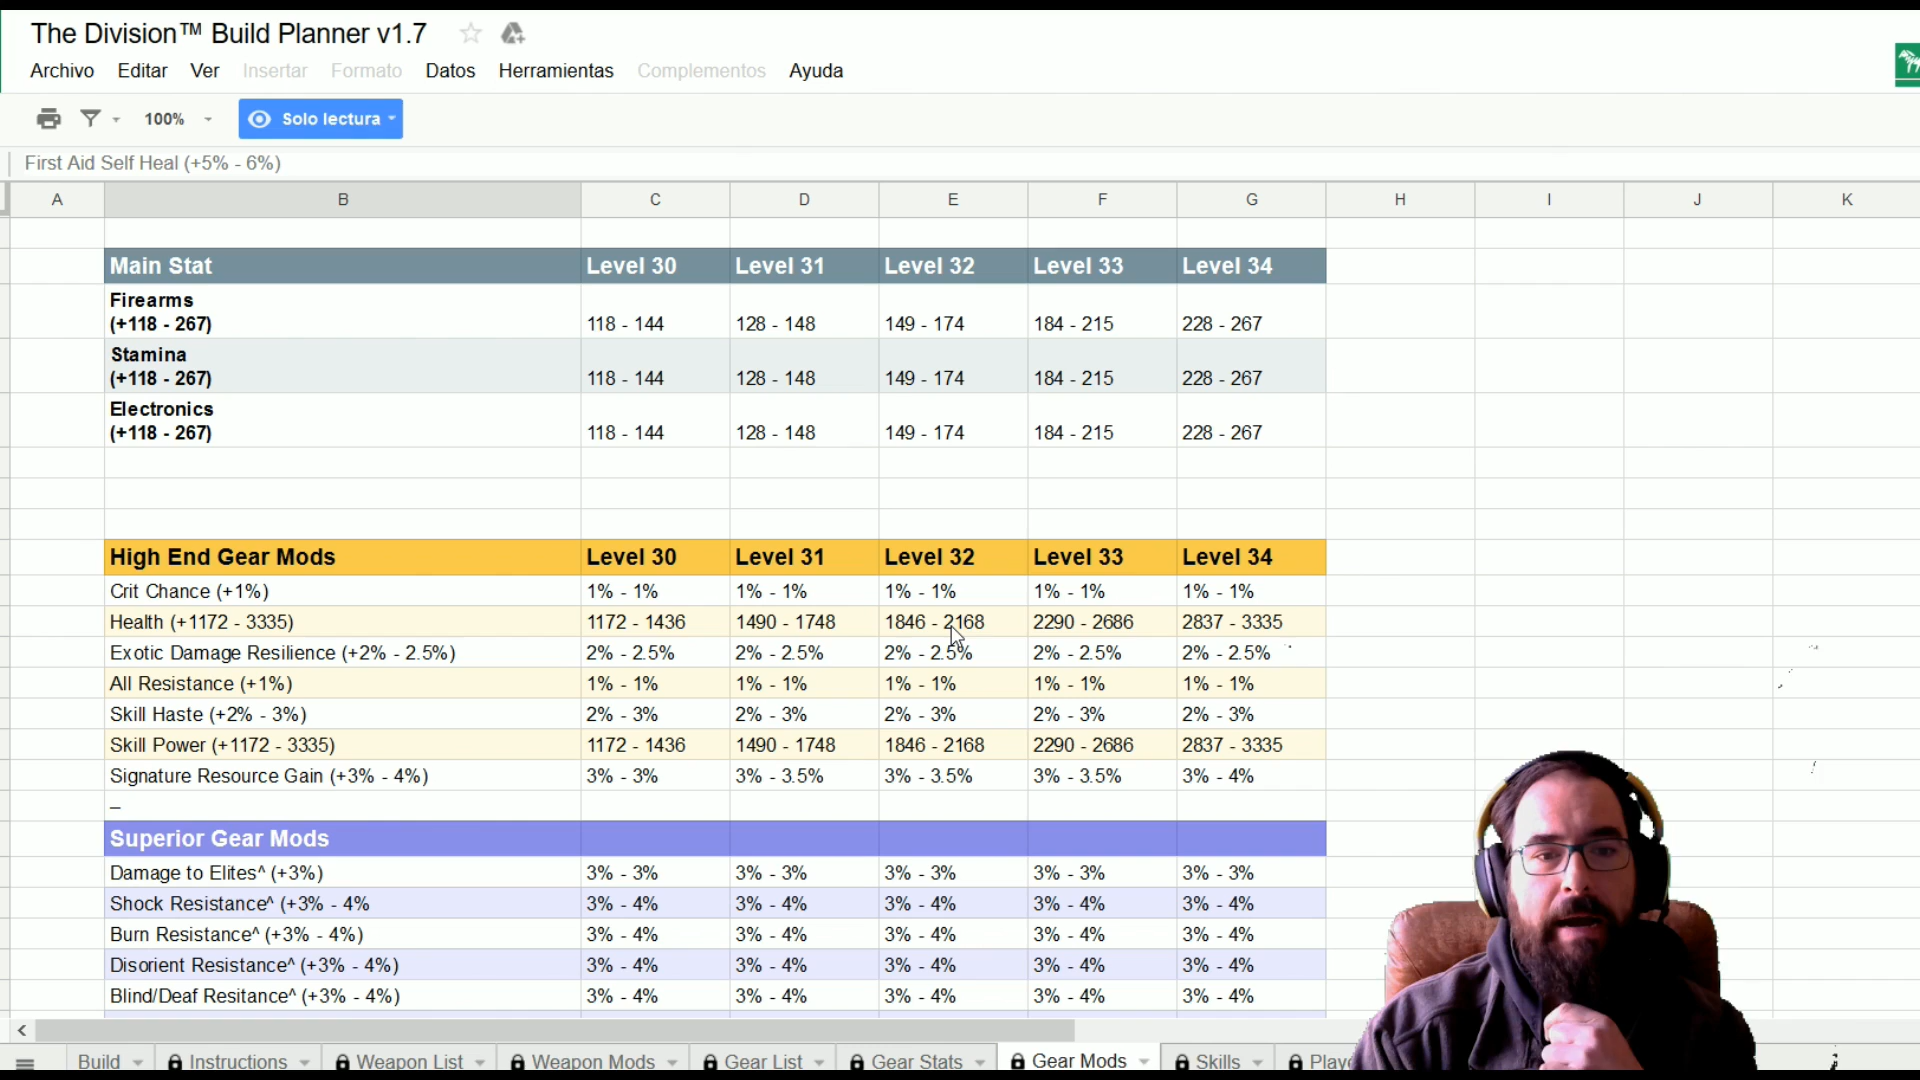 The Division™ Build Planner v1.7
Archivo Editar Ver Insertar Formato Datos Herramientas Complementos Ayuda
100% Solo lectura
First Aid Self Heal (+5% - 6%)
A B C D E F G H I J K
Main Stat Level 30 Level 31 Level 32 Level 33 Level 34
Firearms
(+118 - 267) 118 - 144 128 - 148 149 - 174 184 - 215 228 - 267
Stamina
(+118 - 267) 118 - 144 128 - 148 149 - 174 184 - 215 228 - 267
Electronics
(+118 - 267) 118 - 144 128 - 148 149 - 174 184 - 215 228 - 267
High End Gear Mods Level 30 Level 31 Level 32 Level 33 Level 34
Crit Chance (+1%) 1% - 1% 1% - 1% 1% - 1% 1% - 1% 1% - 1%
Health (+1172 - 3335) 1172 - 1436 1490 - 1748 1846 - 2168 2290 - 2686 2837 - 3335
Exotic Damage Resilience (+2% - 2.5%) 2% - 2.5% 2% - 2.5% 2% - 2.5% 2% - 2.5% 2% - 2.5%
All Resistance (+1%) 1% - 1% 1% - 1% 1% - 1% 1% - 1% 1% - 1%
Skill Haste (+2% - 3%) 2% - 3% 2% - 3% 2% - 3% 2% - 3% 2% - 3%
Skill Power (+1172 - 3335) 1172 - 1436 1490 - 1748 1846 - 2168 2290 - 2686 2837 - 3335
Signature Resource Gain (+3% - 4%) 3% - 3% 3% - 3.5% 3% - 3.5% 3% - 3.5% 3% - 4%
–
Superior Gear Mods
Damage to Elites^ (+3%) 3% - 3% 3% - 3% 3% - 3% 3% - 3% 3% - 3%
Shock Resistance^ (+3% - 4% 3% - 4% 3% - 4% 3% - 4% 3% - 4% 3% - 4%
Burn Resistance^ (+3% - 4%) 3% - 4% 3% - 4% 3% - 4% 3% - 4% 3% - 4%
Disorient Resistance^ (+3% - 4%) 3% - 4% 3% - 4% 3% - 4% 3% - 4% 3% - 4%
Blind/Deaf Resitance^ (+3% - 4%) 3% - 4% 3% - 4% 3% - 4% 3% - 4% 3% - 4%
Build Instructions Weapon List Weapon Mods Gear List Gear Stats Gear Mods Skills